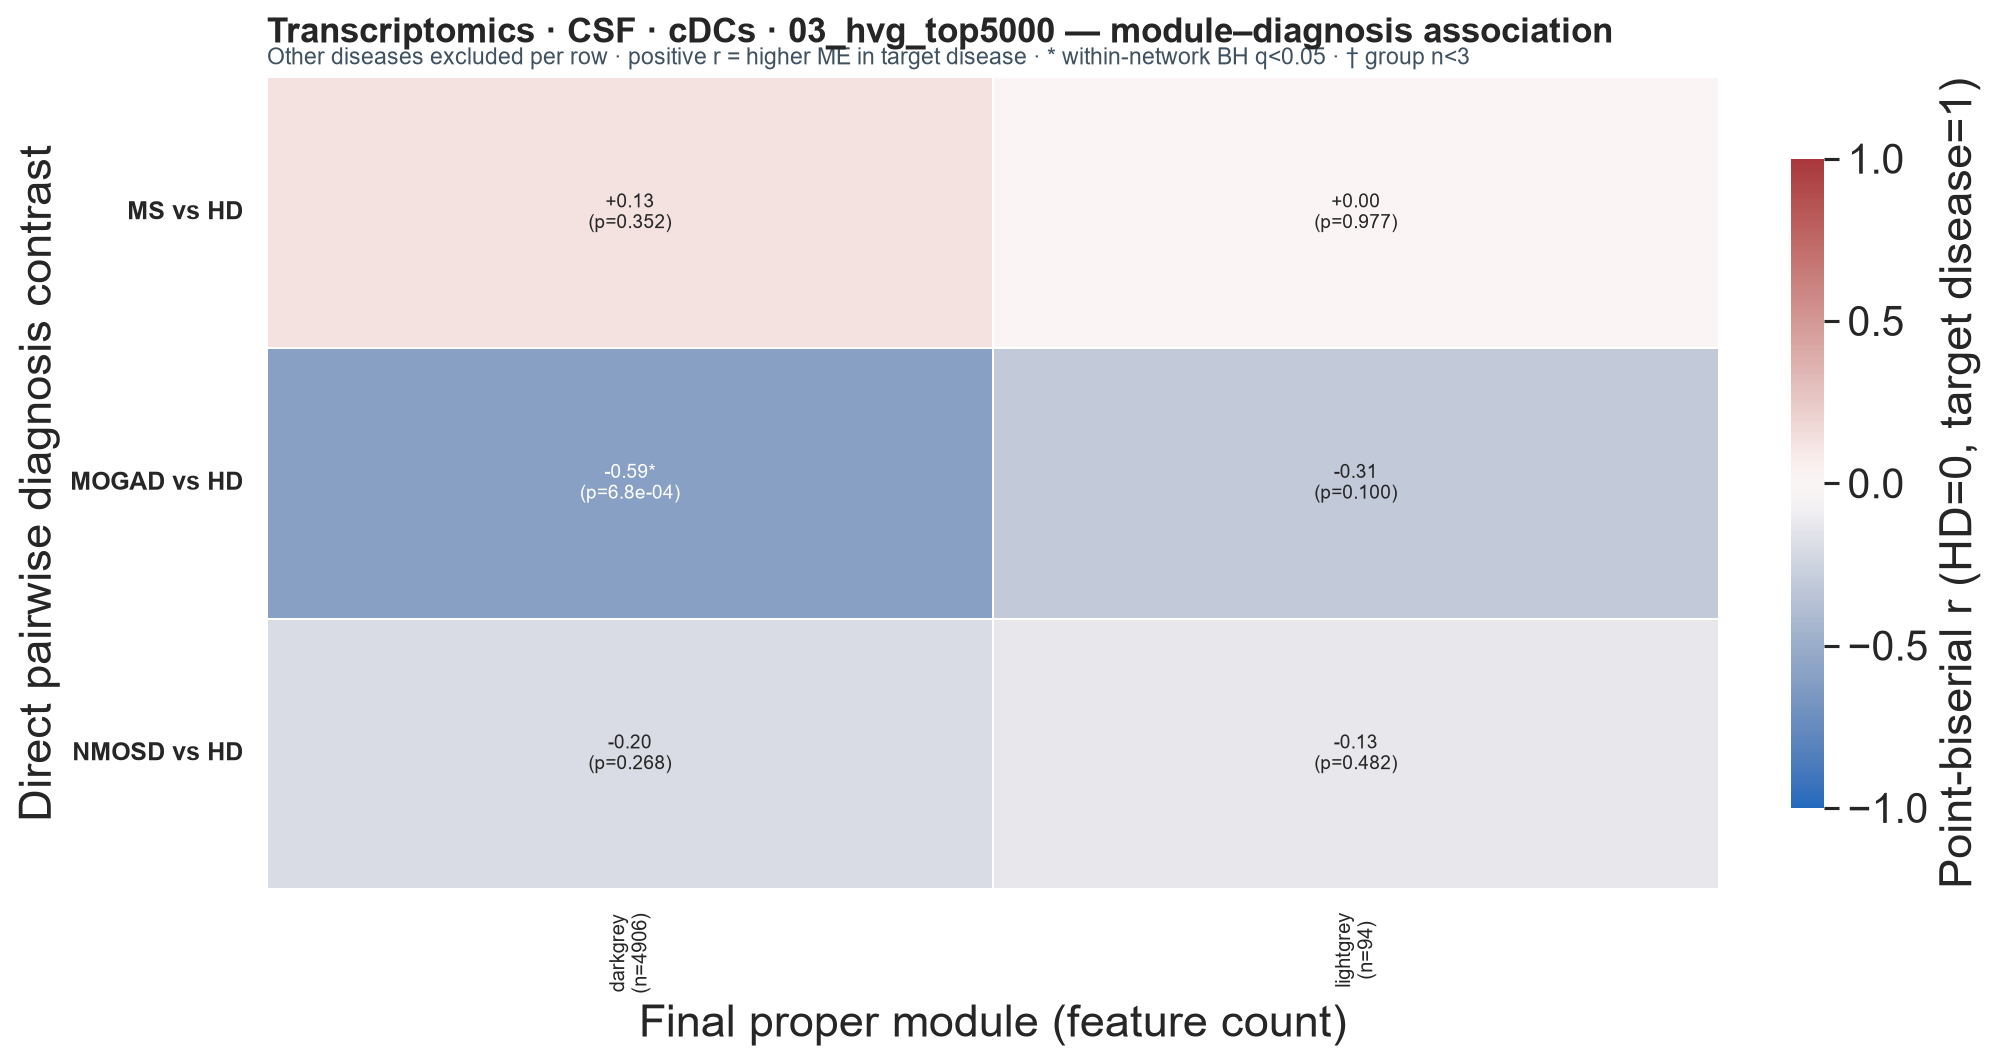 Transcriptomics · CSF · cDCs · 03_hvg_top5000 — module–diagnosis association
Other diseases excluded per row · positive r = higher ME in target disease · * within-network BH q<0.05 · † group n<3
Direct pairwise diagnosis contrast
MS vs HD
+0.13
(p=0.352)
+0.00
(p=0.977)
MOGAD vs HD
-0.59*
(p=6.8e-04)
-0.31
(p=0.100)
NMOSD vs HD
-0.20
(p=0.268)
-0.13
(p=0.482)
darkgrey
(n=4906)
lightgrey
(n=94)
Final proper module (feature count)
1.0
0.5
0.0
−0.5
−1.0
Point-biserial r (HD=0, target disease=1)